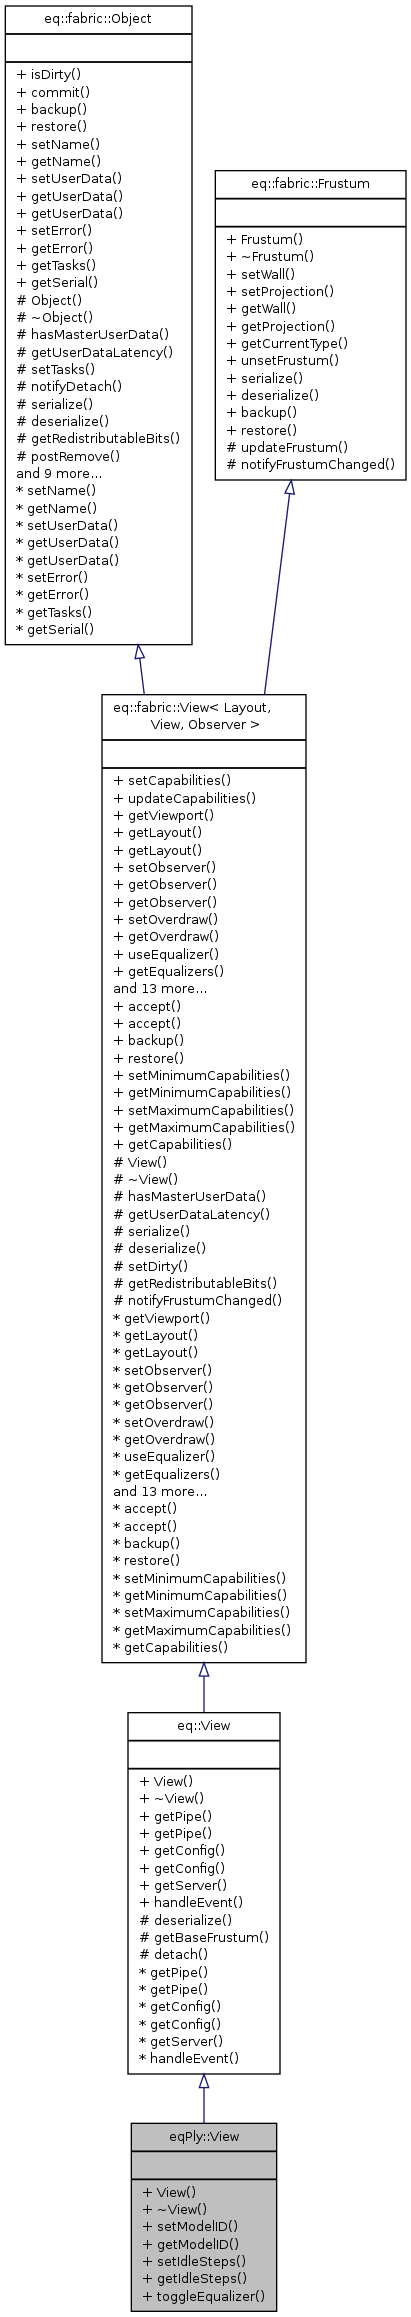 eq::fabric::Object
+ isDirty()
+ commit()
+ backup()
+ restore()
+ setName()
+ getName()
+ setUserData()
+ getUserData()
+ getUserData()
+ setError()
+ getError()
+ getTasks()
+ getSerial()
# Object()
# ~Object()
# hasMasterUserData()
# getUserDataLatency()
# setTasks()
# notifyDetach()
# serialize()
# deserialize()
# getRedistributableBits()
# postRemove()
and 9 more...
* setName()
* getName()
* setUserData()
* getUserData()
* getUserData()
* setError()
* getError()
* getTasks()
* getSerial()
eq::fabric::Frustum
+ Frustum()
+ ~Frustum()
+ setWall()
+ setProjection()
+ getWall()
+ getProjection()
+ getCurrentType()
+ unsetFrustum()
+ serialize()
+ deserialize()
+ backup()
+ restore()
# updateFrustum()
# notifyFrustumChanged()
eq::fabric::View< Layout,
View, Observer >
+ setCapabilities()
+ updateCapabilities()
+ getViewport()
+ getLayout()
+ getLayout()
+ setObserver()
+ getObserver()
+ getObserver()
+ setOverdraw()
+ getOverdraw()
+ useEqualizer()
+ getEqualizers()
and 13 more...
+ accept()
+ accept()
+ backup()
+ restore()
+ setMinimumCapabilities()
+ getMinimumCapabilities()
+ setMaximumCapabilities()
+ getMaximumCapabilities()
+ getCapabilities()
# View()
# ~View()
# hasMasterUserData()
# getUserDataLatency()
# serialize()
# deserialize()
# setDirty()
# getRedistributableBits()
# notifyFrustumChanged()
* getViewport()
* getLayout()
* getLayout()
* setObserver()
* getObserver()
* getObserver()
* setOverdraw()
* getOverdraw()
* useEqualizer()
* getEqualizers()
and 13 more...
* accept()
* accept()
* backup()
* restore()
* setMinimumCapabilities()
* getMinimumCapabilities()
* setMaximumCapabilities()
* getMaximumCapabilities()
* getCapabilities()
eq::View
+ View()
+ ~View()
+ getPipe()
+ getPipe()
+ getConfig()
+ getConfig()
+ getServer()
+ handleEvent()
# deserialize()
# getBaseFrustum()
# detach()
* getPipe()
* getPipe()
* getConfig()
* getConfig()
* getServer()
* handleEvent()
eqPly::View
+ View()
+ ~View()
+ setModelID()
+ getModelID()
+ setIdleSteps()
+ getIdleSteps()
+ toggleEqualizer()